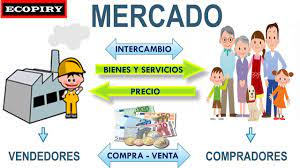 ECOPIRY
MERCADO
INTERCAMBIO
BIENES Y SERVICIOS
PRECIO
VENDEDORES
COMPRA - VENTA
COMPRADORES